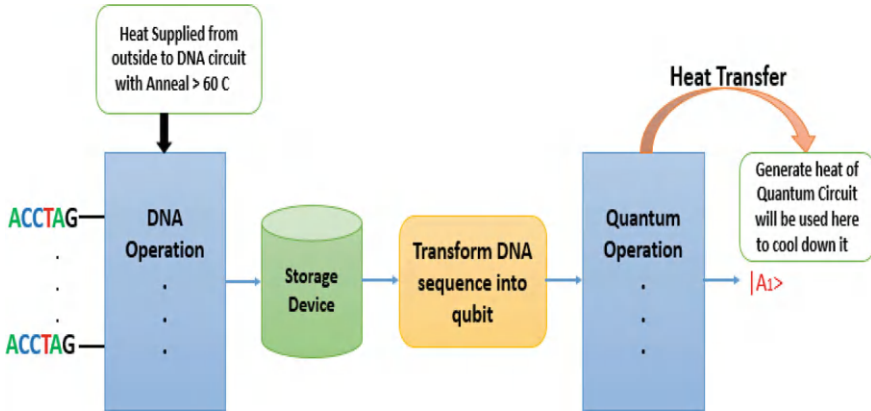 Heat Supplied from
outside to DNA circuit
with Anneal > 60 C
Heat Transfer
Generate heat of
Quantum Circuit
will be used here
to cool down it
ACCTAG
DNA
Operation
.
.
.
Storage
Device
Transform DNA
sequence into
qubit
Quantum
Operation
.
.
.
|A₁>
.
.
.
ACCTAG